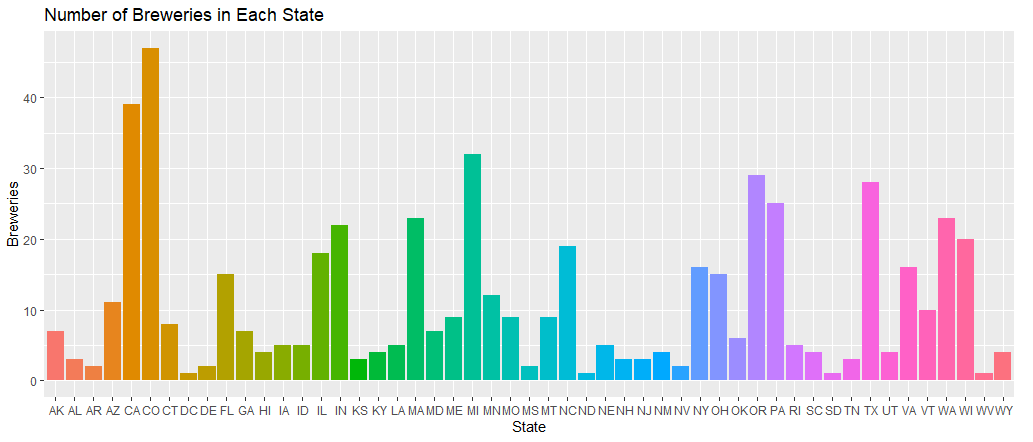 Number of Breweries in Each State
Breweries
40
30
20
10
0
AK AL AR AZ CA CO CT DC DE FL GA HI IA ID IL IN KS KY LA MA MD ME MI MN MO MS MT NC ND NE NH NJ NM NV NY OH OK OR PA RI SC SD TN TX UT VA VT WA WI WV WY
State